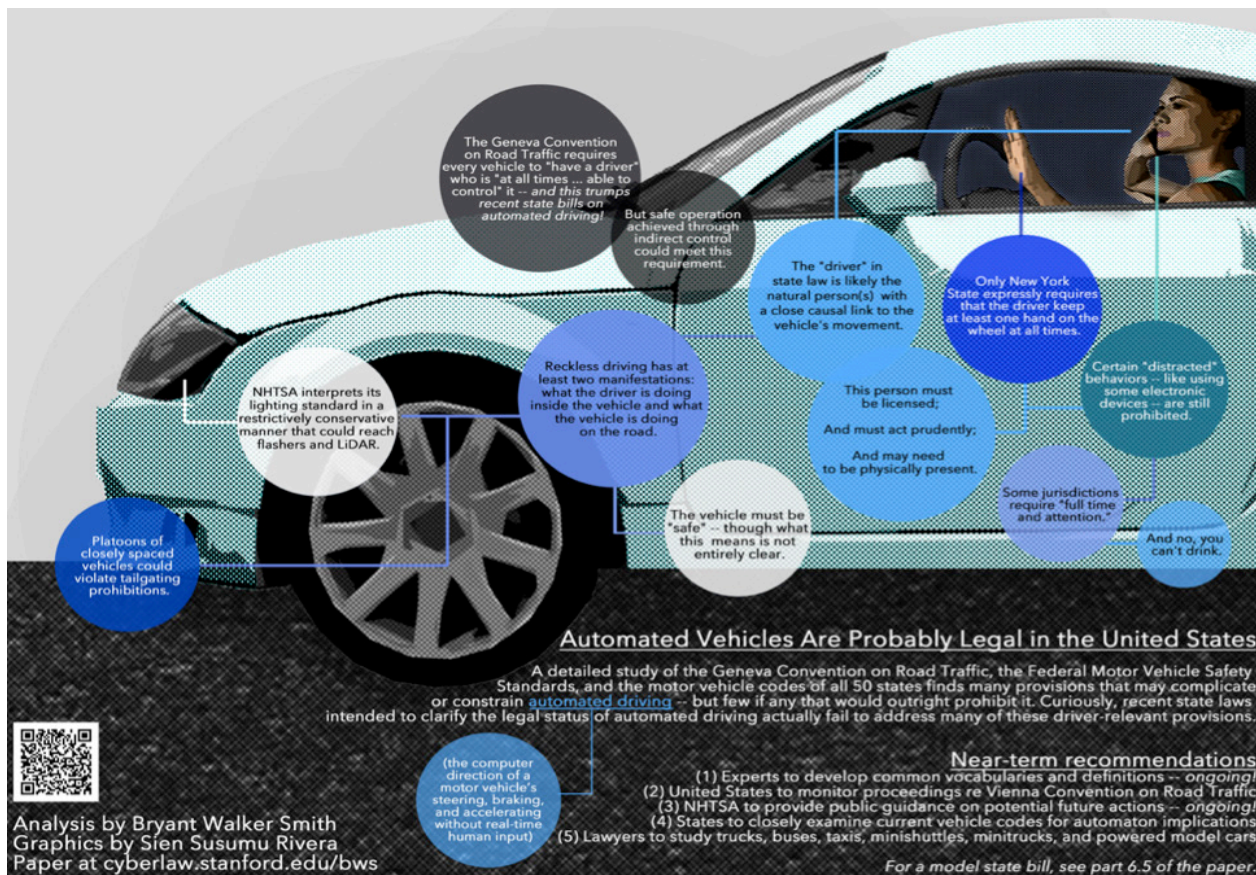 The Geneva Convention
on Road Traffic requires
every vehicle to "have a driver"
who is "at all times ... able to
control" it -- and this trumps
recent state bills on
automated driving!
But safe operation
achieved through
indirect control
could meet this
requirement.
The "driver" in
state law is likely the
natural person(s) with
a close causal link to the
vehicle's movement.
Only New York
State expressly requires
that the driver keep
at least one hand on the
wheel at all times.
Certain "distracted"
behaviors -- like using
some electronic
devices -- are still
prohibited.
NHTSA interprets its
lighting standard in a
restrictively conservative
manner that could reach
flashers and LiDAR.
Reckless driving has at
least two manifestations:
what the driver is doing
inside the vehicle and what
the vehicle is doing
on the road.
This person must
be licensed;
And must act prudently;
And may need
to be physically present.
Some jurisdictions
require "full time
and attention."
And no, you
can't drink.
The vehicle must be
"safe" -- though what
this means is not
entirely clear.
Platoons of
closely spaced
vehicles could
violate tailgating
prohibitions.
Automated Vehicles Are Probably Legal in the United States
A detailed study of the Geneva Convention on Road Traffic, the Federal Motor Vehicle Safety
Standards, and the motor vehicle codes of all 50 states finds many provisions that may complicate
or constrain automated driving -- but few if any that would outright prohibit it. Curiously, recent state laws
intended to clarify the legal status of automated driving actually fail to address many of these driver-relevant provisions.
(the computer
direction of a
motor vehicle's
steering, braking,
and accelerating
without real-time
human input)
Near-term recommendations
(1) Experts to develop common vocabularies and definitions -- ongoing!
(2) United States to monitor proceedings re Vienna Convention on Road Traffic
(3) NHTSA to provide public guidance on potential future actions -- ongoing!
(4) States to closely examine current vehicle codes for automaton implications
(5) Lawyers to study trucks, buses, taxis, minishuttles, minitrucks, and powered model cars
For a model state bill, see part 6.5 of the paper.
Analysis by Bryant Walker Smith
Graphics by Sien Susumu Rivera
Paper at cyberlaw.stanford.edu/bws